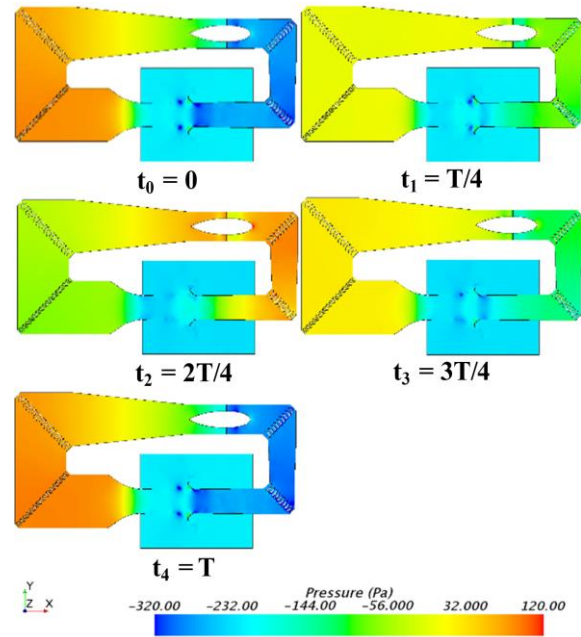 t0 = 0
t1 = T/4
t2 = 2T/4
t3 = 3T/4
t4 = T
Y
Z X
Pressure (Pa)
-320.00 -232.00 -144.00 -56.000 32.000 120.00